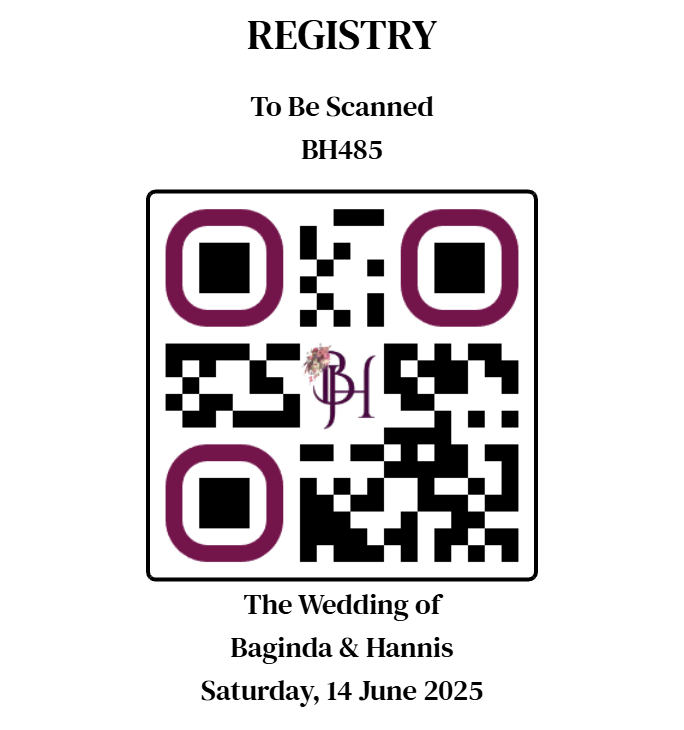 REGISTRY
To Be Scanned
BH485
BH
The Wedding of
Baginda & Hannis
Saturday, 14 June 2025